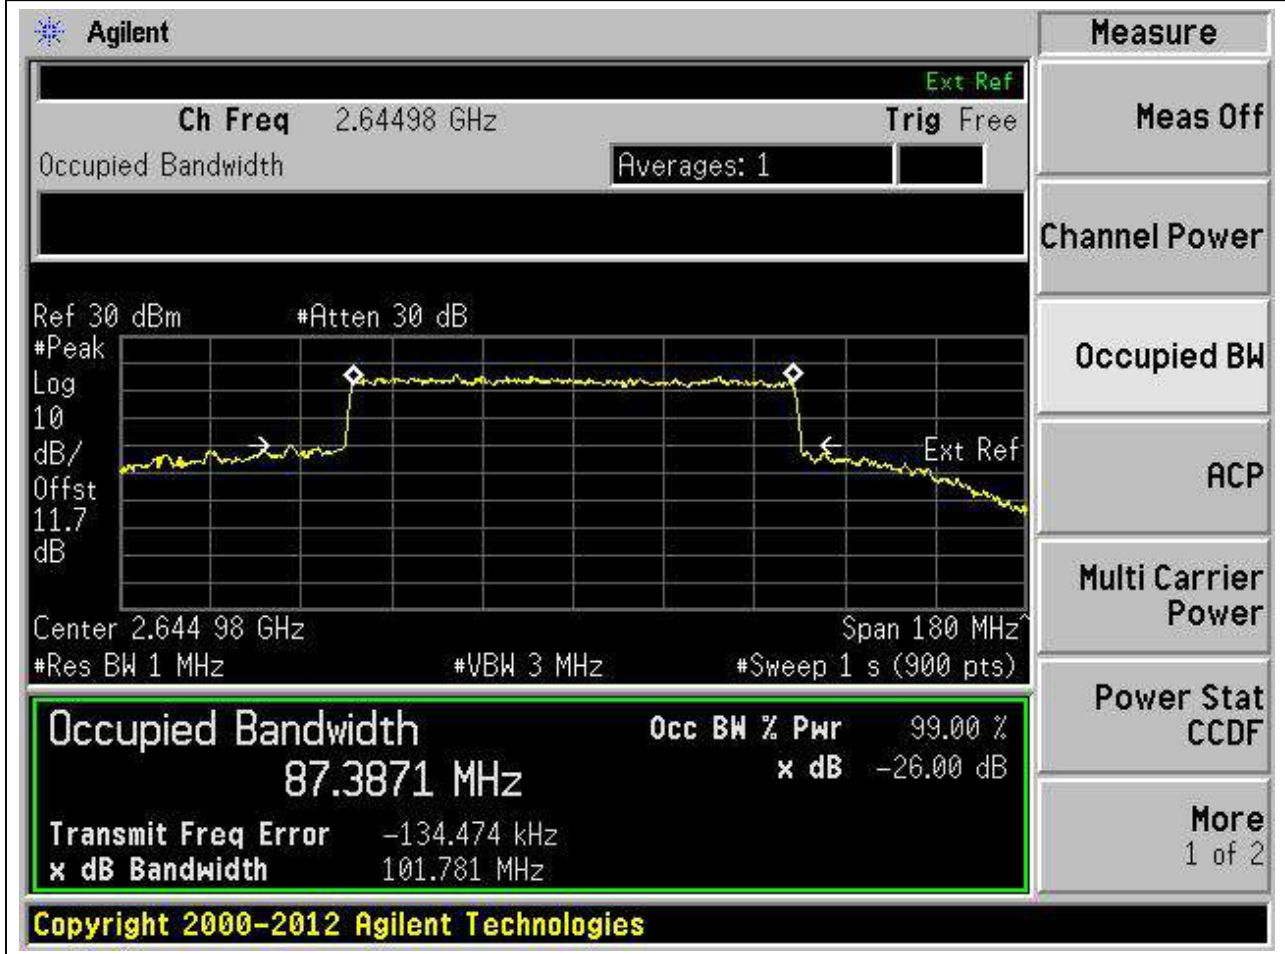 Agilent
Measure
Ext Ref
Ch Freq 2.64498 GHz Trig Free
Meas Off
Occupied Bandwidth Averages: 1
Channel Power
Ref 30 dBm #Atten 30 dB
#Peak
Log
10
dB/
Offst
11.7
dB
Ext Ref
Occupied BW
ACP
Center 2.644 98 GHz Span 180 MHz^
#Res BW 1 MHz #VBW 3 MHz #Sweep 1 s (900 pts)
Multi Carrier
Power
Occupied Bandwidth Occ BW % Pwr 99.00 %
87.3871 MHz x dB -26.00 dB
Power Stat
CCDF
Transmit Freq Error -134.474 kHz
x dB Bandwidth 101.781 MHz
More
1 of 2
Copyright 2000-2012 Agilent Technologies